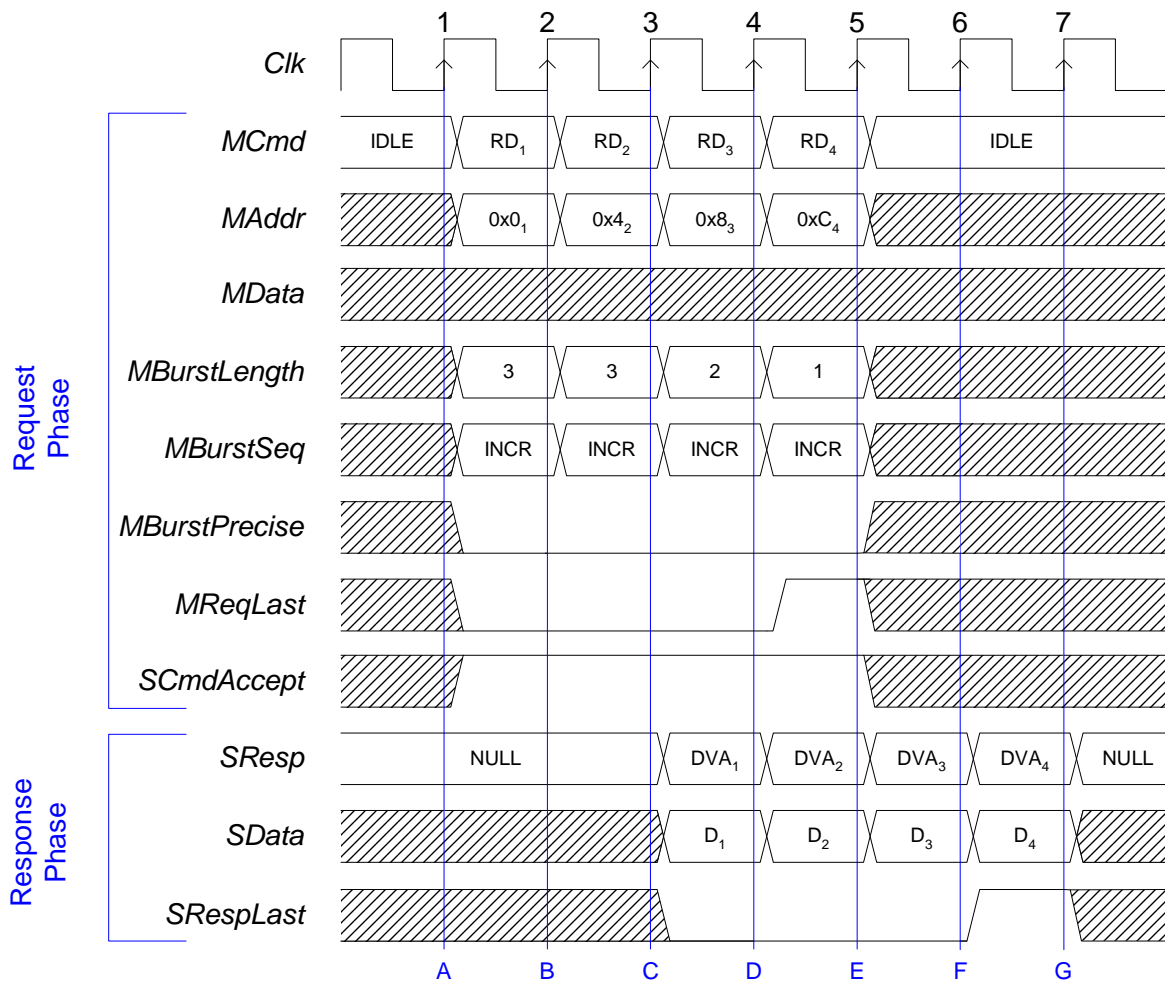 1 2 3 4 5 6 7
Clk
MCmd IDLE RD₁ RD₂ RD₃ RD₄ IDLE
MAddr 0x0₁ 0x4₂ 0x8₃ 0xC₄
MData
MBurstLength 3 3 2 1
MBurstSeq INCR INCR INCR INCR
MBurstPrecise
MReqLast
SCmdAccept
Request
Phase
SResp NULL DVA₁ DVA₂ DVA₃ DVA₄ NULL
SData D₁ D₂ D₃ D₄
SRespLast
Response
Phase
A B C D E F G